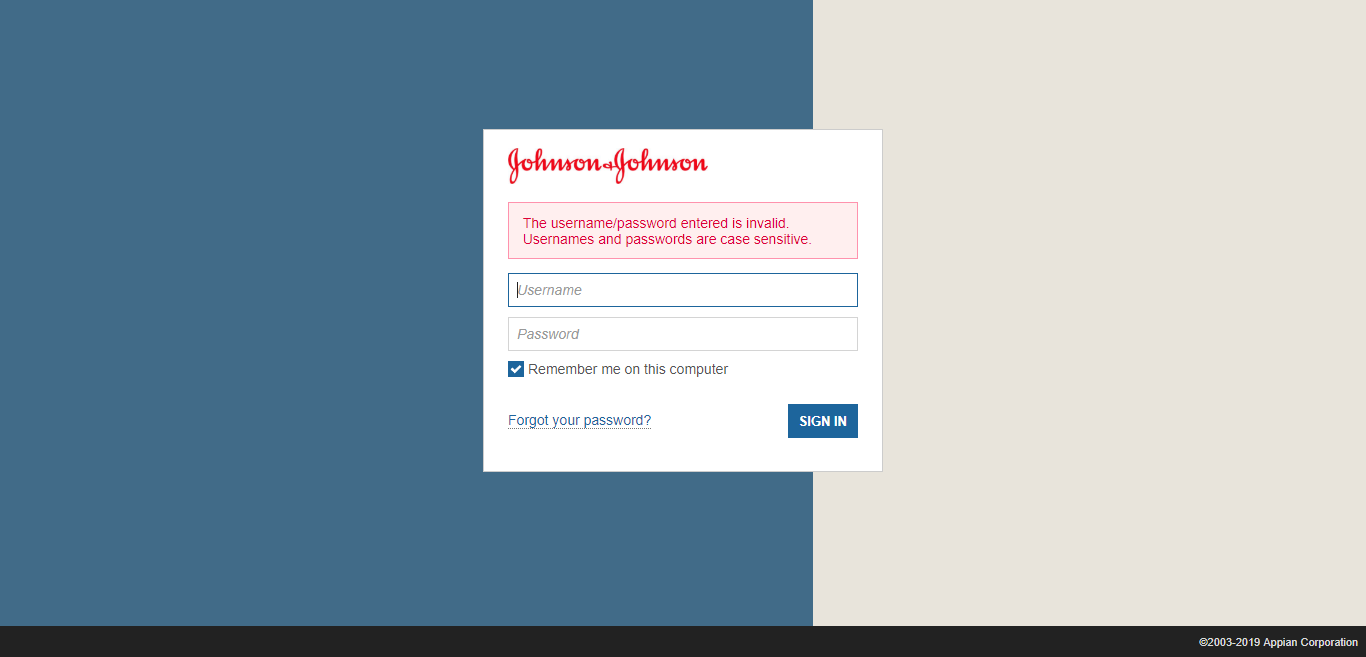 Johnson & Johnson
The username/password entered is invalid.
Usernames and passwords are case sensitive.
Username
Password
Remember me on this computer
Forgot your password?
SIGN IN
©2003-2019 Appian Corporation